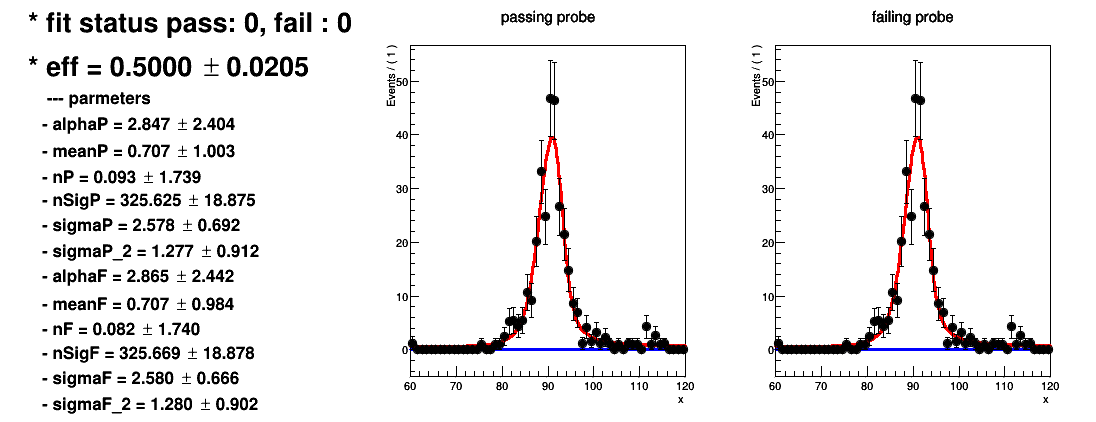 * fit status pass: 0, fail : 0
* eff = 0.5000 ± 0.0205
--- parmeters
- alphaP = 2.847 ± 2.404
- meanP = 0.707 ± 1.003
- nP = 0.093 ± 1.739
- nSigP = 325.625 ± 18.875
- sigmaP = 2.578 ± 0.692
- sigmaP_2 = 1.277 ± 0.912
- alphaF = 2.865 ± 2.442
- meanF = 0.707 ± 0.984
- nF = 0.082 ± 1.740
- nSigF = 325.669 ± 18.878
- sigmaF = 2.580 ± 0.666
- sigmaF_2 = 1.280 ± 0.902
passing probe
Events / ( 1 )
50
40
30
20
10
0
60 70 80 90 100 110 120
x
failing probe
Events / ( 1 )
50
40
30
20
10
0
60 70 80 90 100 110 120
x